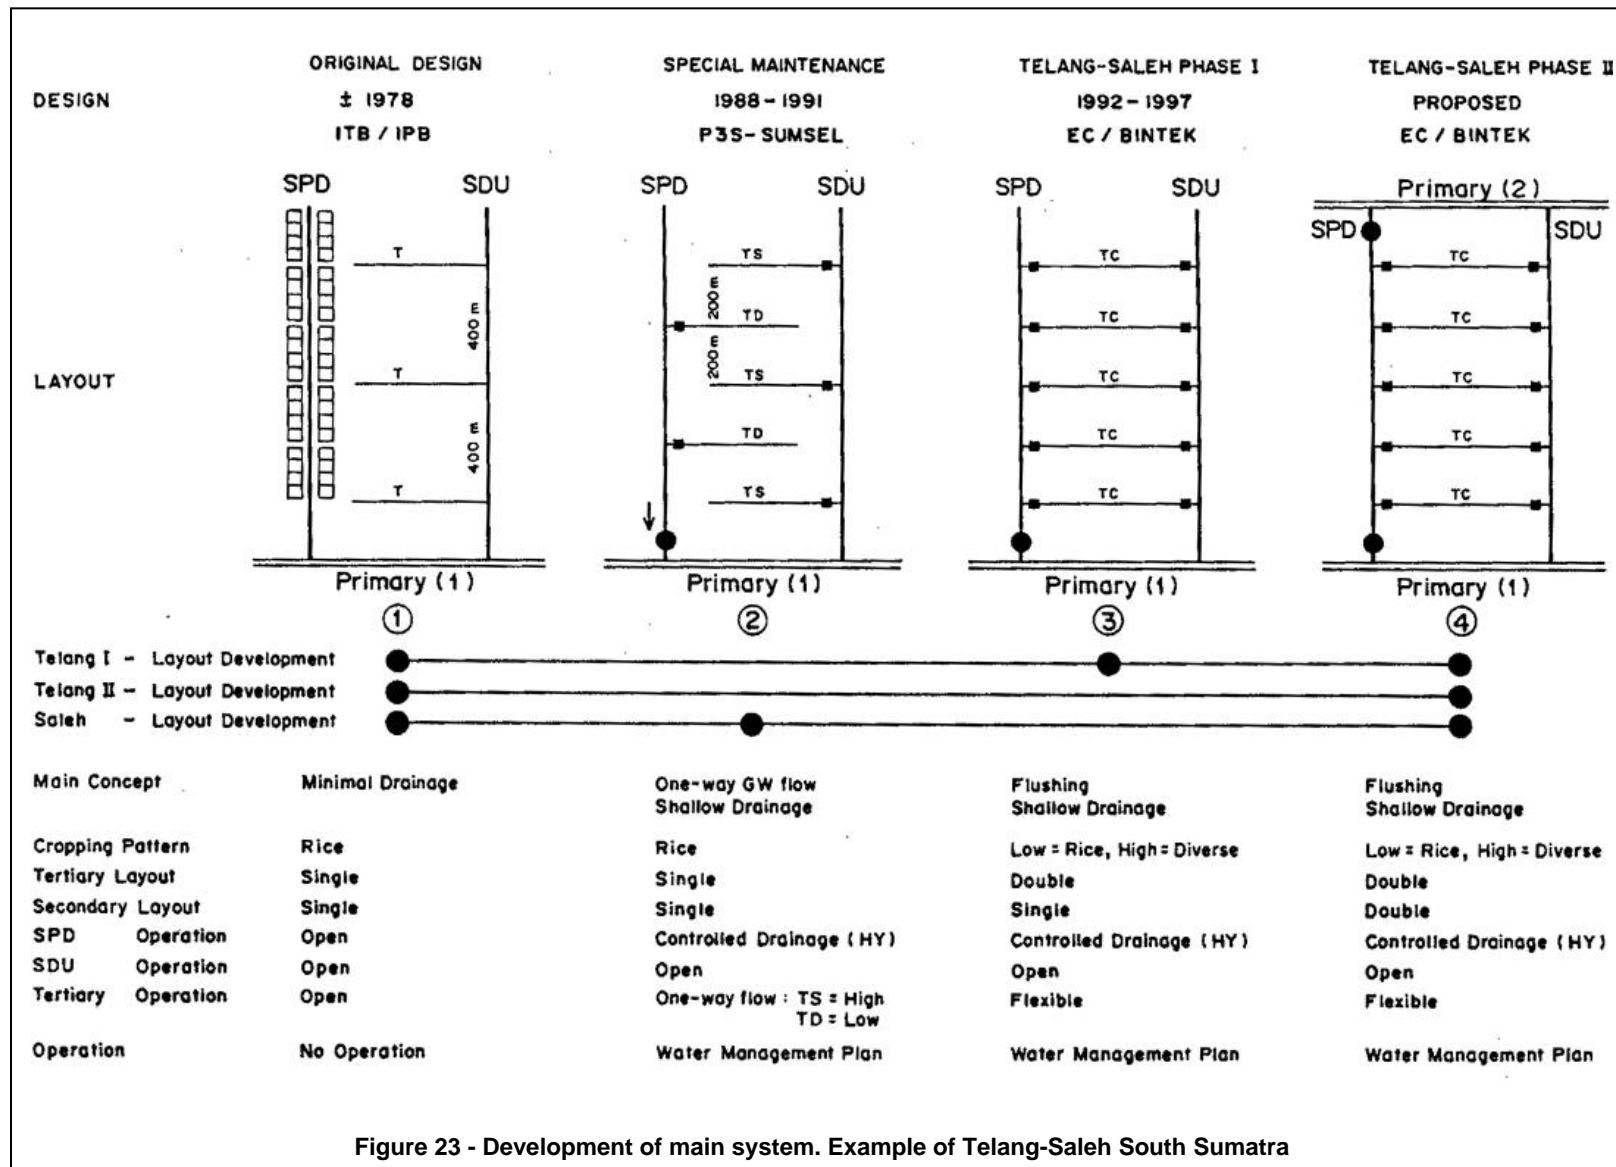 ORIGINAL DESIGN SPECIAL MAINTENANCE TELANG-SALEH PHASE I TELANG-SALEH PHASE II
DESIGN ± 1978 1988-1991 1992-1997 PROPOSED
ITB / IPB P3S-SUMSEL EC / BINTEK EC / BINTEK
SPD SDU SPD SDU SPD SDU Primary (2)
SPD SDU
T TS TC TC
400 m 200 m TD TC TC
LAYOUT T 200 m TS TC TC
400 m TD TC TC
T TS TC TC
Primary (1) Primary (1) Primary (1) Primary (1)
1 2 3 4
Telang I - Layout Development
Telang II - Layout Development
Saleh - Layout Development
Main Concept Minimal Drainage One-way GW flow Flushing Flushing
Shallow Drainage Shallow Drainage Shallow Drainage
Cropping Pattern Rice Rice Low = Rice, High = Diverse Low = Rice, High = Diverse
Tertiary Layout Single Single Double Double
Secondary Layout Single Single Single Double
SPD Operation Open Controlled Drainage (HY) Controlled Drainage (HY) Controlled Drainage (HY)
SDU Operation Open Open Open Open
Tertiary Operation Open One-way flow : TS = High Flexible Flexible
TD = Low
Operation No Operation Water Management Plan Water Management Plan Water Management Plan
Figure 23 - Development of main system. Example of Telang-Saleh South Sumatra